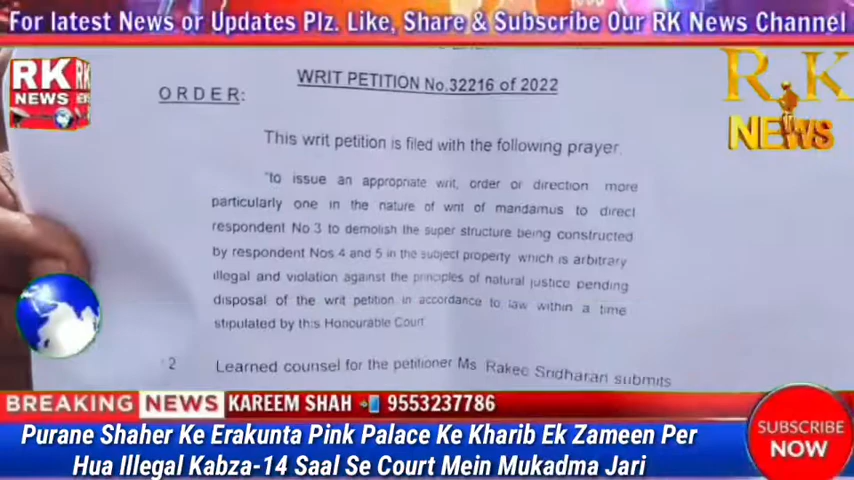 For latest News or Updates Plz. Like, Share & Subscribe Our RK News Channel
RK
NEWS
RK
NEWS
WRIT PETITION No.32216 of 2022
ORDER:
This writ petition is filed with the following prayer.
"to issue an appropriate writ, order or direction more
particularly one in the nature of writ of mandamus to direct
respondent No.3 to demolish the super structure being constructed
by respondent Nos 4 and 5 in the subject property which is arbitrary
illegal and violation against the principles of natural justice pending
disposal of the writ petition in accordance to law within a time
stipulated by this Honourable Court
2 Learned counsel for the petitioner Ms Rakee Sridharan submits
BREAKING NEWS KAREEM SHAH 9553237786
Purane Shaher Ke Erakunta Pink Palace Ke Kharib Ek Zameen Per
Hua Illegal Kabza-14 Saal Se Court Mein Mukadma Jari
SUBSCRIBE
NOW